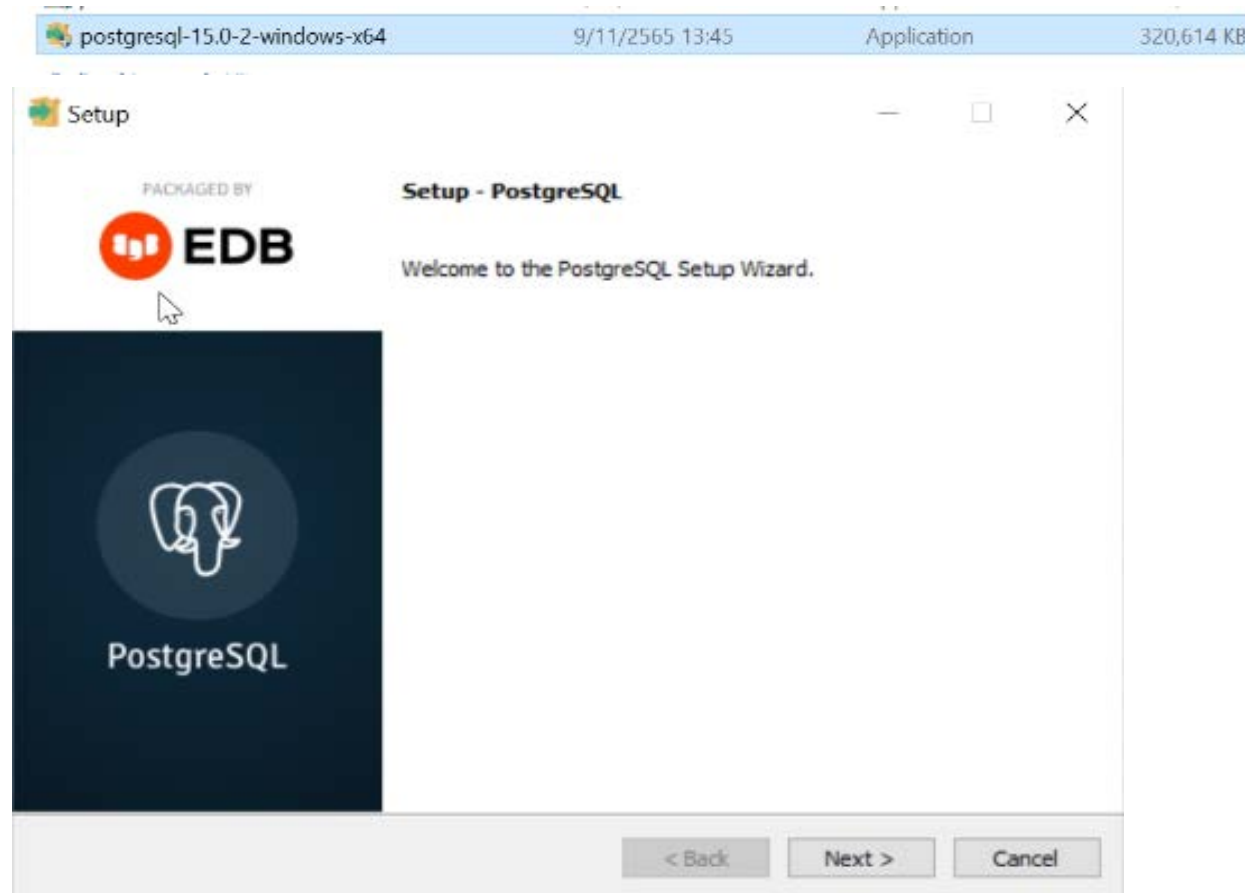 postgresql-15.0-2-windows-x64 9/11/2565 13:45 Application 320,614 KB
Setup
PACKAGED BY
EDB
Setup - PostgreSQL
Welcome to the PostgreSQL Setup Wizard.
PostgreSQL
< Back Next > Cancel